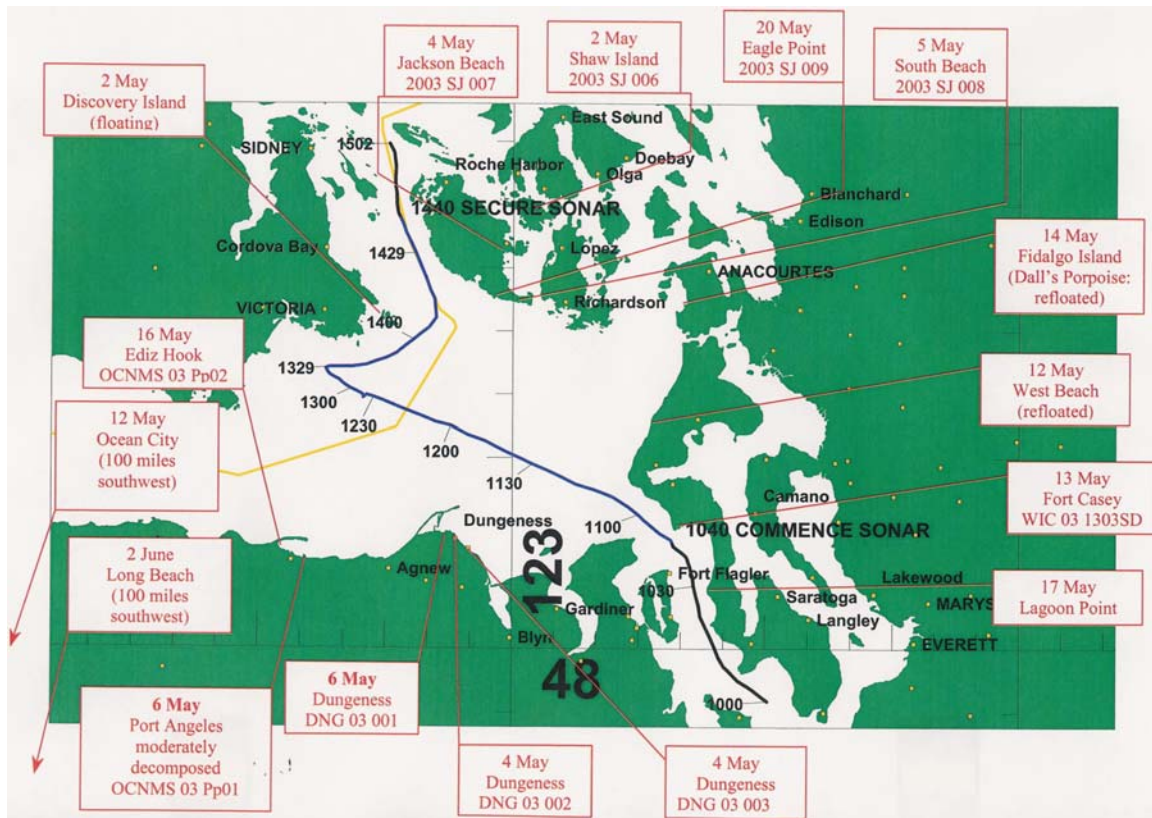 4 May
Jackson Beach
2003 SJ 007
2 May
Shaw Island
2003 SJ 006
20 May
Eagle Point
2003 SJ 009
5 May
South Beach
2003 SJ 008
2 May
Discovery Island
(floating)
East Sound
1502
SIDNEY
Doebay
Roche Harbor
Olga
Blanchard
1440 SECURE SONAR
Edison
14 May
Fidalgo Island
(Dall's Porpoise:
refloated)
Cordova Bay
1429
Lopez
ANACOURTES
VICTORIA
Richardson
1400
16 May
Ediz Hook
OCNMS 03 Pp02
1329
1300
1230
12 May
West Beach
(refloated)
12 May
Ocean City
(100 miles
southwest)
1200
1130
Camano
13 May
Fort Casey
WIC 03 1303SD
1100
1040 COMMENCE SONAR
Dungeness
2 June
Long Beach
(100 miles
southwest)
Agnew
123
Fort Flagler
1030
Lakewood
Saratoga
MARYS
Langley
17 May
Lagoon Point
Gardiner
Blyn
EVERETT
48
1000
6 May
Dungeness
DNG 03 001
6 May
Port Angeles
moderately
decomposed
OCNMS 03 Pp01
4 May
Dungeness
DNG 03 002
4 May
Dungeness
DNG 03 003